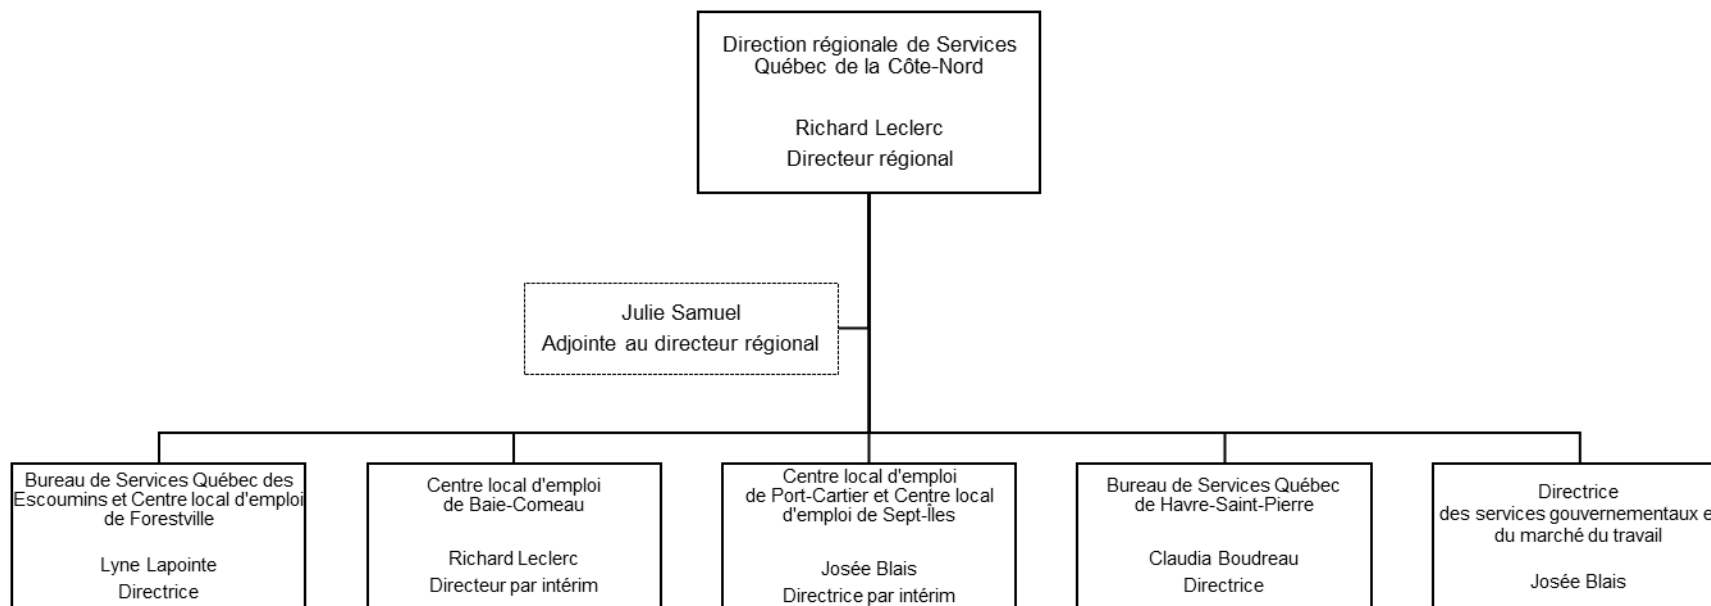 Direction régionale de Services
Québec de la Côte-Nord
Richard Leclerc
Directeur régional
Julie Samuel
Adjointe au directeur régional
Bureau de Services Québec des
Escoumins et Centre local d'emploi
de Forestville
Lyne Lapointe
Directrice
Centre local d'emploi
de Baie-Comeau
Richard Leclerc
Directeur par intérim
Centre local d'emploi
de Port-Cartier et Centre local
d'emploi de Sept-Îles
Josée Blais
Directrice par intérim
Bureau de Services Québec
de Havre-Saint-Pierre
Claudia Boudreau
Directrice
Directrice
des services gouvernementaux e
du marché du travail
Josée Blais